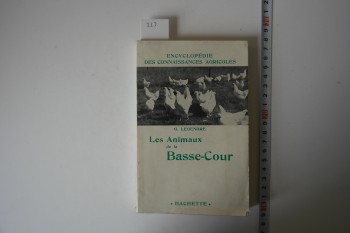 ENCYCLOPÉDIE
DES CONNAISSANCES AGRICOLES
Les Animaux
de la
Basse-Cour
HACHETTE